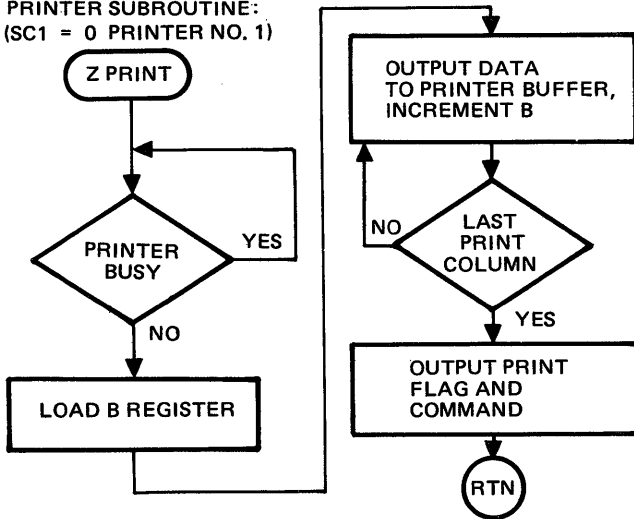 PRINTER SUBROUTINE:
(SC1 = 0 PRINTER NO. 1)
Z PRINT
PRINTER
BUSY
YES
NO
LOAD B REGISTER
OUTPUT DATA
TO PRINTER BUFFER,
INCREMENT B
LAST
PRINT
COLUMN
NO
YES
OUTPUT PRINT
FLAG AND
COMMAND
RTN